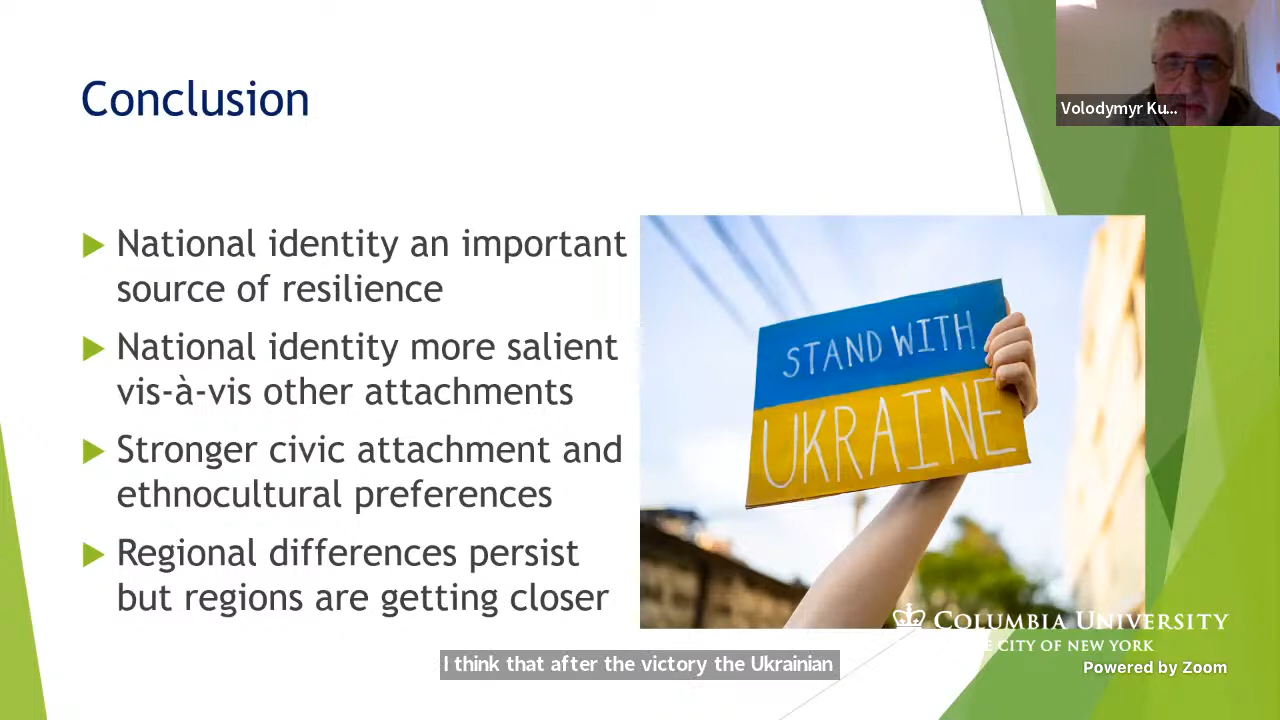 Conclusion
Volodymyr Ku...
National identity an important
source of resilience
National identity more salient
vis-à-vis other attachments
Stronger civic attachment and
ethnocultural preferences
Regional differences persist
but regions are getting closer
STAND WITH
UKRAINE
COLUMBIA UNIVERSITY
CITY OF NEW YORK
I think that after the victory the Ukrainian
Powered by Zoom